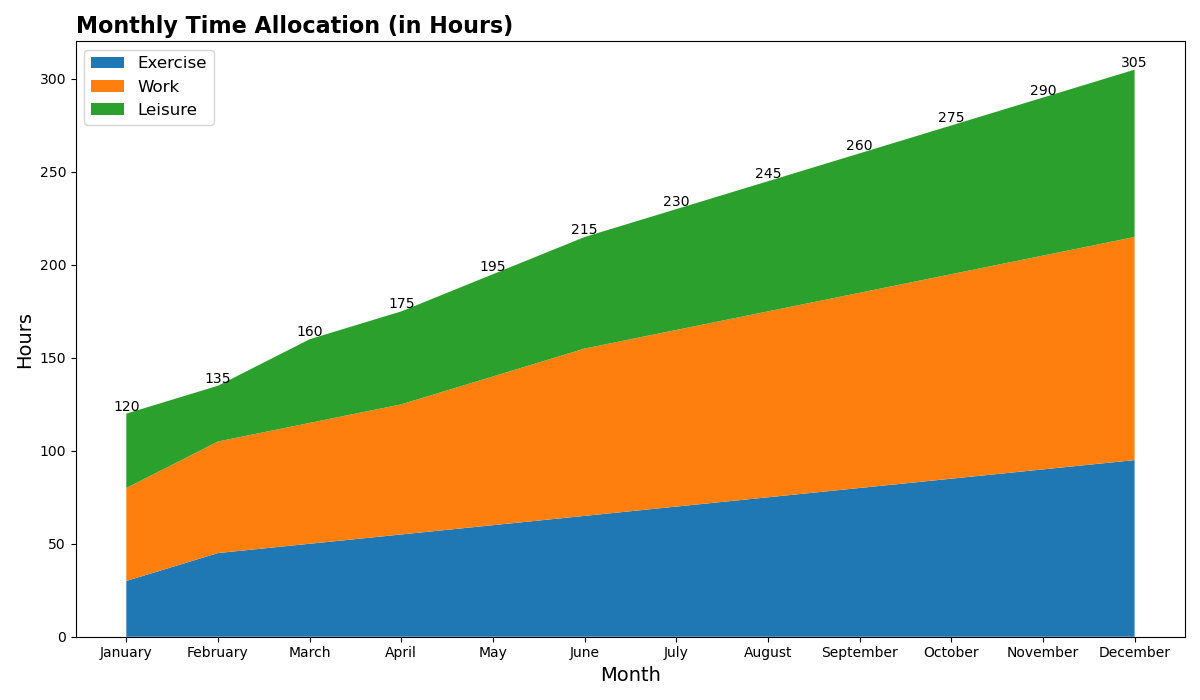 Monthly Time Allocation (in Hours)
Exercise
Work
Leisure
300
250
200
150
100
50
0
Hours
120
135
160
175
195
215
230
245
260
275
290
305
January February March April May June July August September October November December
Month